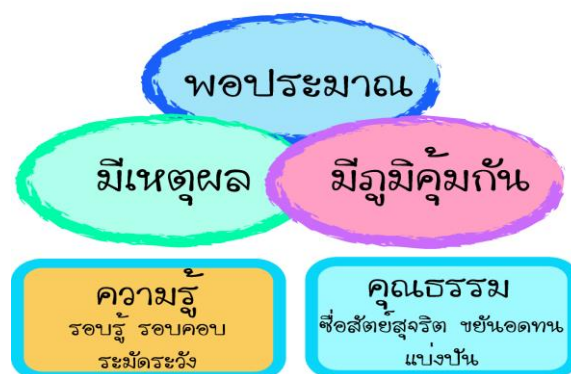 พอประมาณ
มีเหตุผล
มีภูมิคุ้มกัน
ความรู้
รอบรู้ รอบคอบ
ระมัดระวัง
คุณธรรม
ซื่อสัตย์สุจริต ขยันอดทน
แบ่งปัน